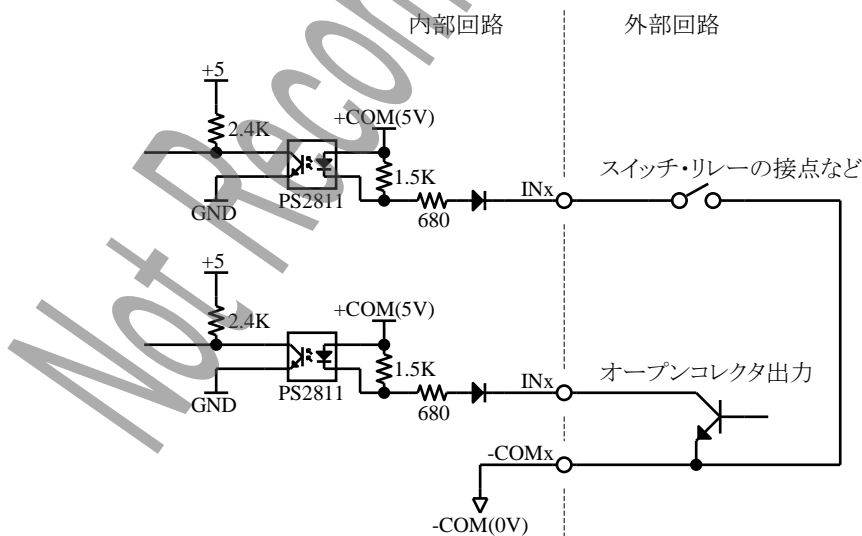 内部回路
外部回路
+5
2.4K
+COM(5V)
1.5K
GND
PS2811
680
INx
スイッチ・リレーの接点など
+5
2.4K
+COM(5V)
1.5K
GND
PS2811
680
INx
オープンコレクタ出力
-COMx
-COM(0V)
Not Recom